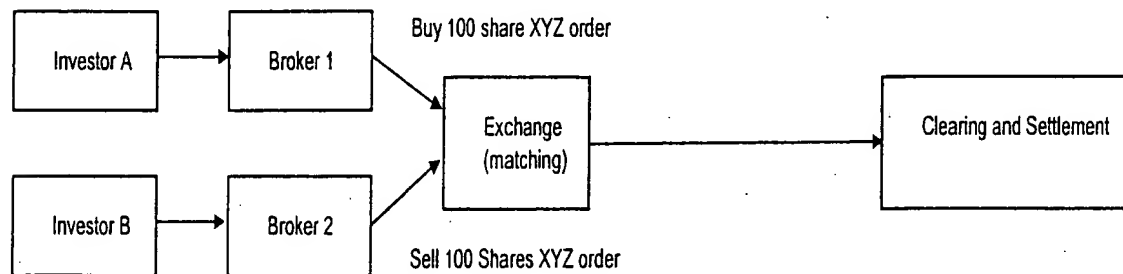 Buy 100 share XYZ order
Investor A
Broker 1
Exchange
(matching)
Clearing and Settlement
Investor B
Broker 2
Sell 100 Shares XYZ order